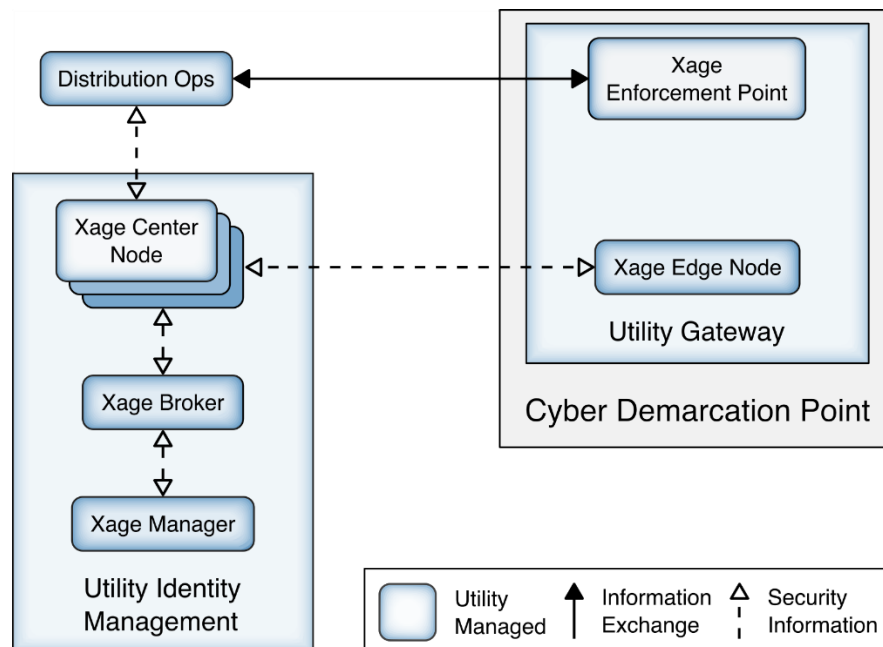 Distribution Ops
Xage
Enforcement Point
Xage Center
Node
Xage Edge Node
Utility Gateway
Xage Broker
Cyber Demarcation Point
Xage Manager
Utility Identity
Management
Utility
Managed
Information
Exchange
Security
Information